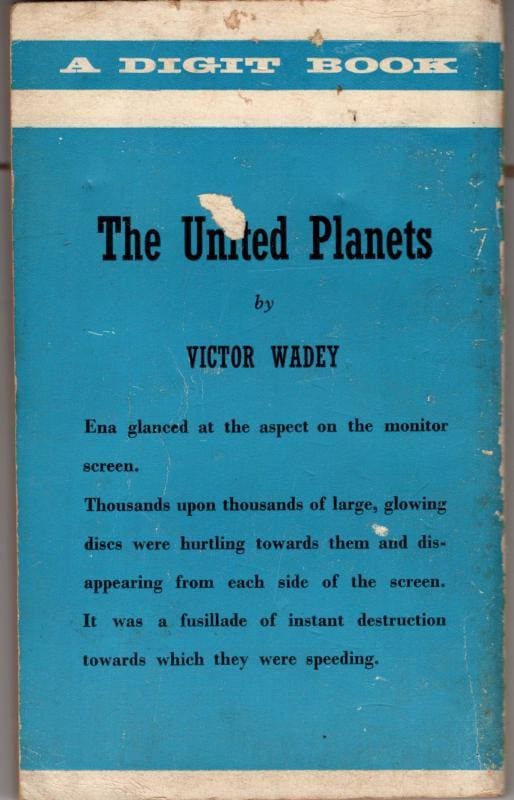 A DIGIT BOOK
The United Planets
by
VICTOR WADEY
Ena glanced at the aspect on the monitor
screen.
Thousands upon thousands of large, glowing
discs were hurtling towards them and dis-
appearing from each side of the screen.
It was a fusillade of instant destruction
towards which they were speeding.